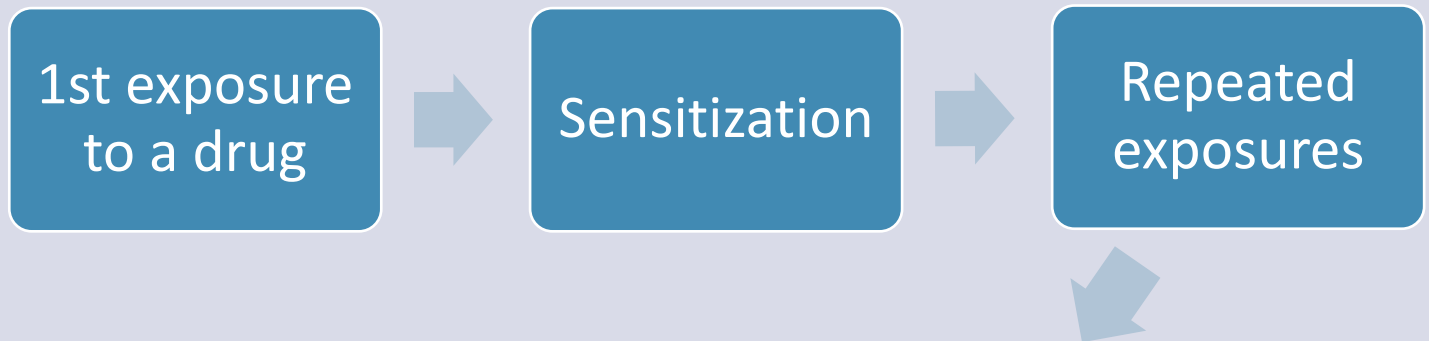 1st exposure
to a drug
Sensitization
Repeated
exposures